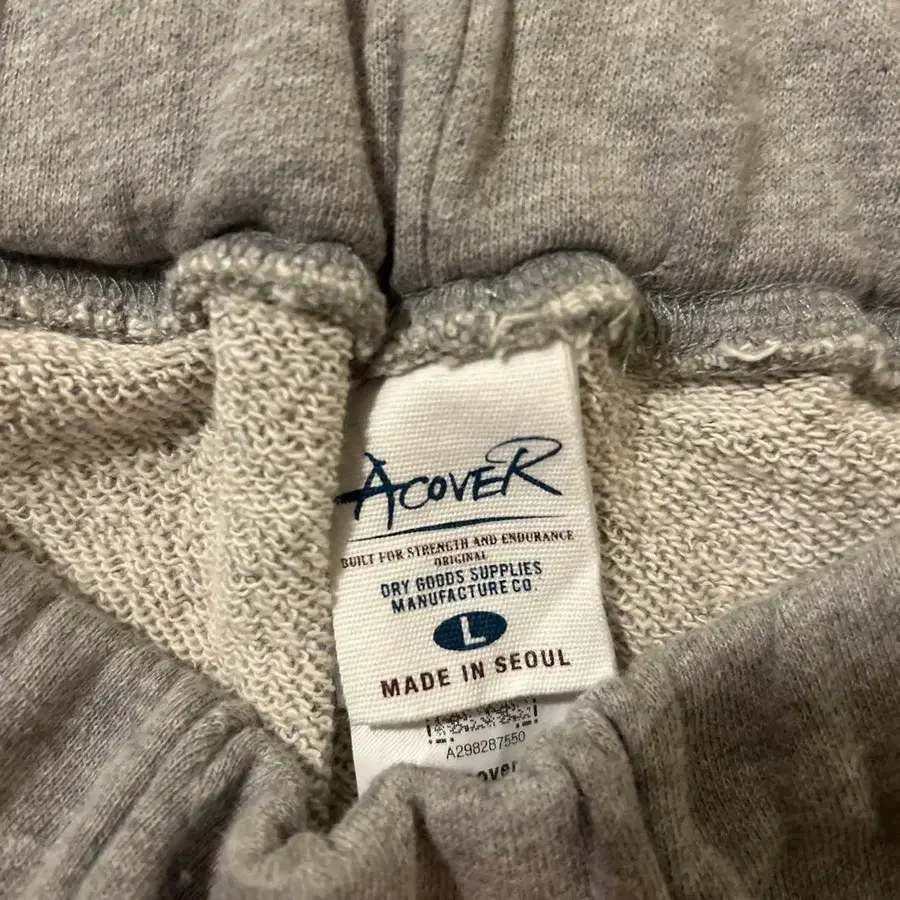 ACOVER
BUILT FOR STRENGTH AND ENDURANCE
ORIGINAL
DRY GOODS SUPPLIES
MANUFACTURE CO.
L
MADE IN SEOUL
A298287550